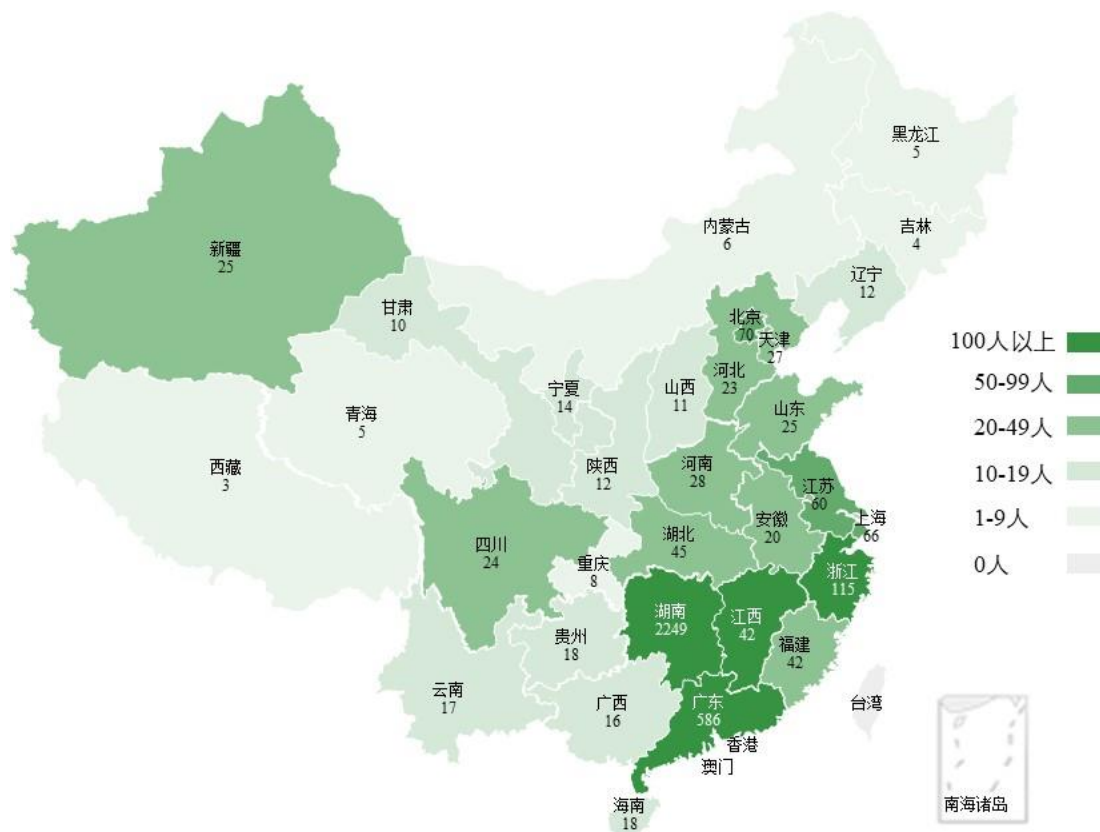 黑龙江
5
内蒙古
6
吉林
4
新疆
25
辽宁
12
甘肃
10
北京
70
天津
27
河北
23
宁夏
14
山西
11
山东
25
青海
5
西藏
3
陕西
12
河南
28
江苏
60
安徽
20
上海
66
四川
24
湖北
45
重庆
8
浙江
115
湖南
2249
江西
42
贵州
18
福建
42
云南
17
广西
16
广东
586
台湾
香港
澳门
海南
18
南海诸岛
100人以上
50-99人
20-49人
10-19人
1-9人
0人